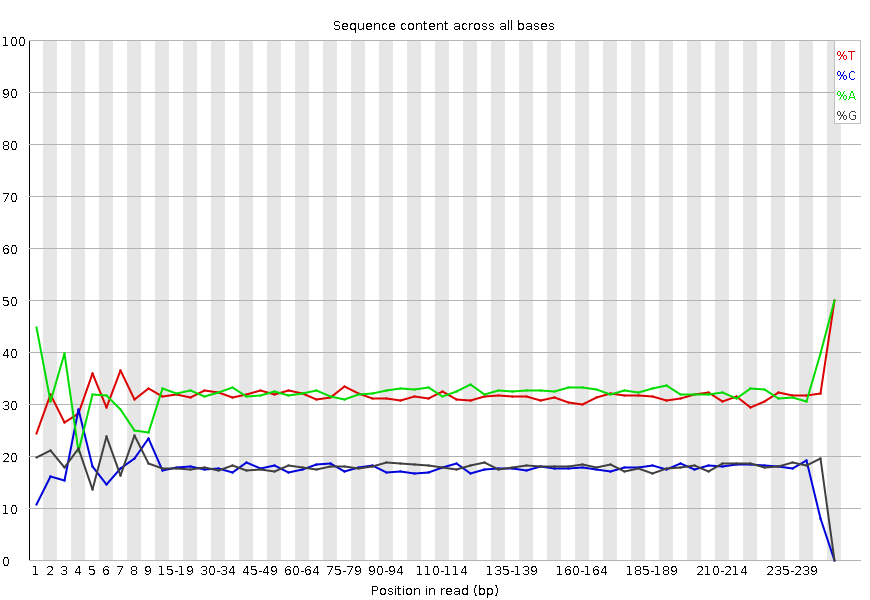 Sequence content across all bases
100
90
80
70
60
50
40
30
20
10
0
%T
%C
%A
%G
1 2 3 4 5 6 7 8 9 15-19 30-34 45-49 60-64 75-79 90-94 110-114 135-139 160-164 185-189 210-214 235-239
Position in read (bp)